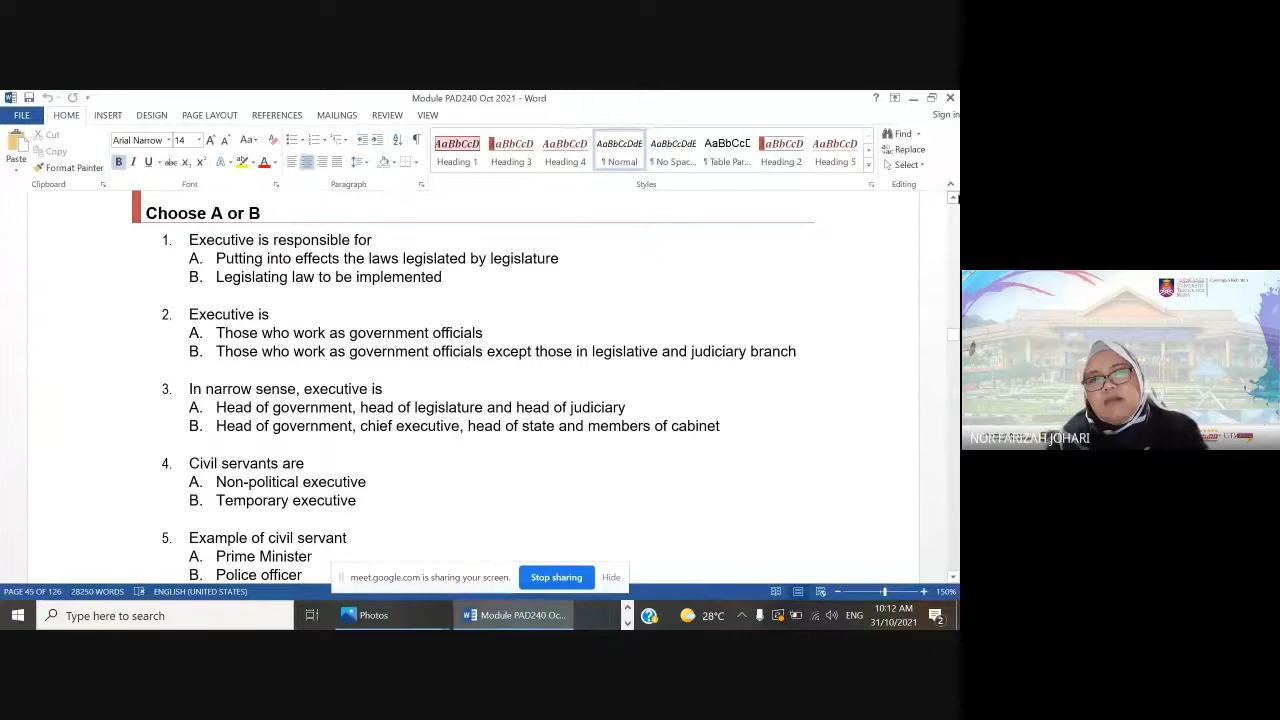 Module PAD240 Oct 2021 - Word
FILE HOME INSERT DESIGN PAGE LAYOUT REFERENCES MAILINGS REVIEW VIEW Sign in
Paste
Cut
Copy
Format Painter
Clipboard
Arial Narrow 14
Font
Paragraph
AaBbCcD AaBbCcD AaBbCcD AaBbCcDdE AaBbCcDdE AaBbCc AaBbCcD AaBbCcD
Heading 1 Heading 3 Heading 4 ¶ Normal ¶ No Spac... ¶ Table Par... Heading 2 Heading 5
Styles
Find
Replace
Select
Editing
Choose A or B
1. Executive is responsible for
A. Putting into effects the laws legislated by legislature
B. Legislating law to be implemented
2. Executive is
A. Those who work as government officials
B. Those who work as government officials except those in legislative and judiciary branch
3. In narrow sense, executive is
A. Head of government, head of legislature and head of judiciary
B. Head of government, chief executive, head of state and members of cabinet
4. Civil servants are
A. Non-political executive
B. Temporary executive
5. Example of civil servant
A. Prime Minister
B. Police officer
meet.google.com is sharing your screen. Stop sharing Hide
PAGE 45 OF 126 28250 WORDS ENGLISH (UNITED STATES) 150%
Type here to search
Photos
Module PAD240 Oc...
28°C
ENG
10:12 AM
31/10/2021
2
UNIVERSITI
TEKNOLOGI
MARA
NOR FARIZAH JOHARI